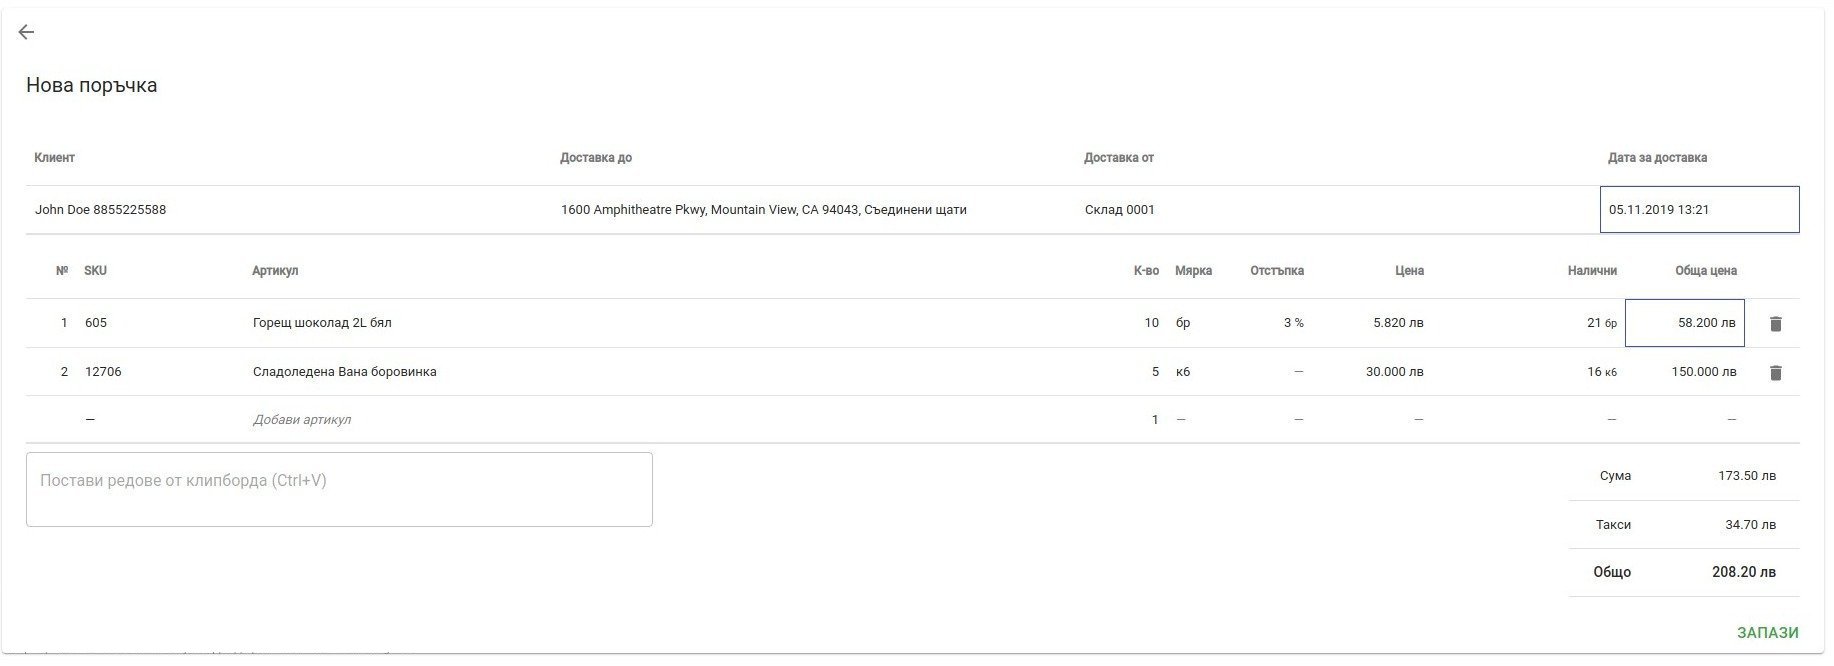 Нова поръчка
Клиент Доставка до Доставка от Дата за доставка
John Doe 8855225588 1600 Amphitheatre Pkwy, Mountain View, CA 94043, Съединени щати Склад 0001 05.11.2019 13:21
№ SKU Артикул К-во Мярка Отстъпка Цена Налични Обща цена
1 605 Горещ шоколад 2L бял 10 бр 3 % 5.820 лв 21 бр 58.200 лв
2 12706 Сладоледена Вана боровинка 5 кб — 30.000 лв 16 кб 150.000 лв
— Добави артикул 1 — — — — —
Постави редове от клипборда (Ctrl+V)
Сума 173.50 лв
Такси 34.70 лв
Общо 208.20 лв
ЗАПАЗИ